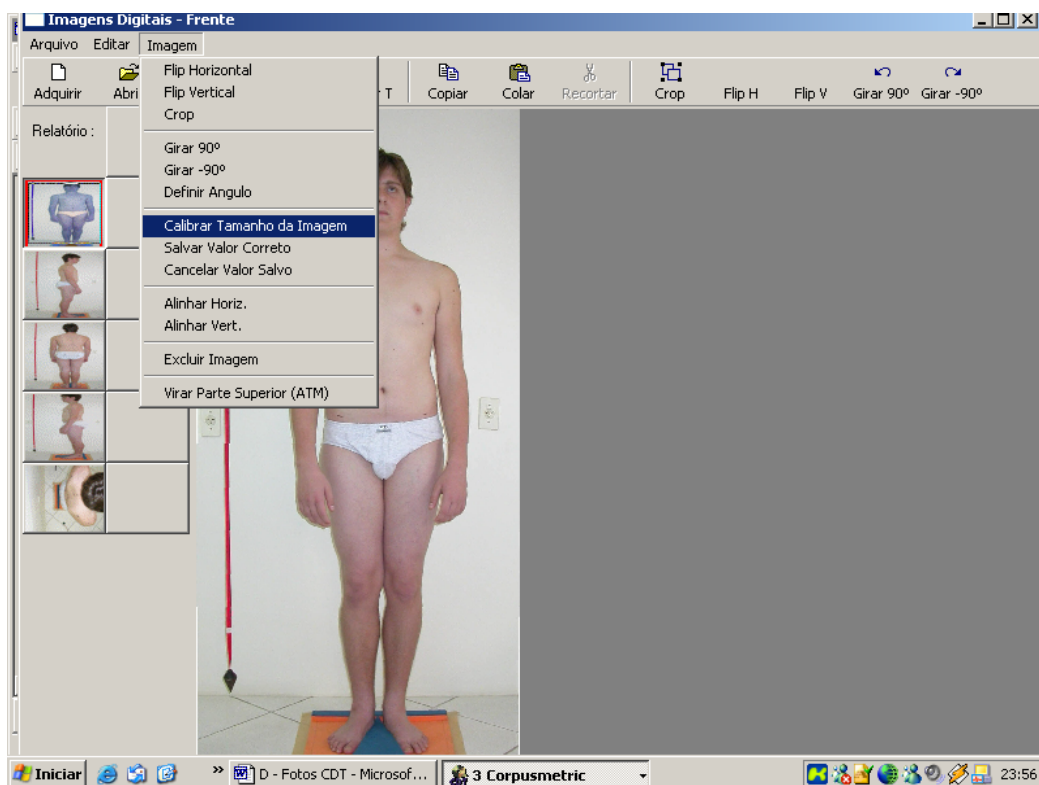 Imagens Digitais - Frente
Arquivo Editar Imagem
Adquirir Abri T Copiar Colar Recortar Crop Flip H Flip V Girar 90º Girar -90º
Flip Horizontal
Flip Vertical
Crop
Girar 90º
Girar -90º
Definir Angulo
Calibrar Tamanho da Imagem
Salvar Valor Correto
Cancelar Valor Salvo
Alinhar Horiz.
Alinhar Vert.
Excluir Imagem
Virar Parte Superior (ATM)
Relatório :
Iniciar » D - Fotos CDT - Microsof... 3 Corpusmetric 23:56